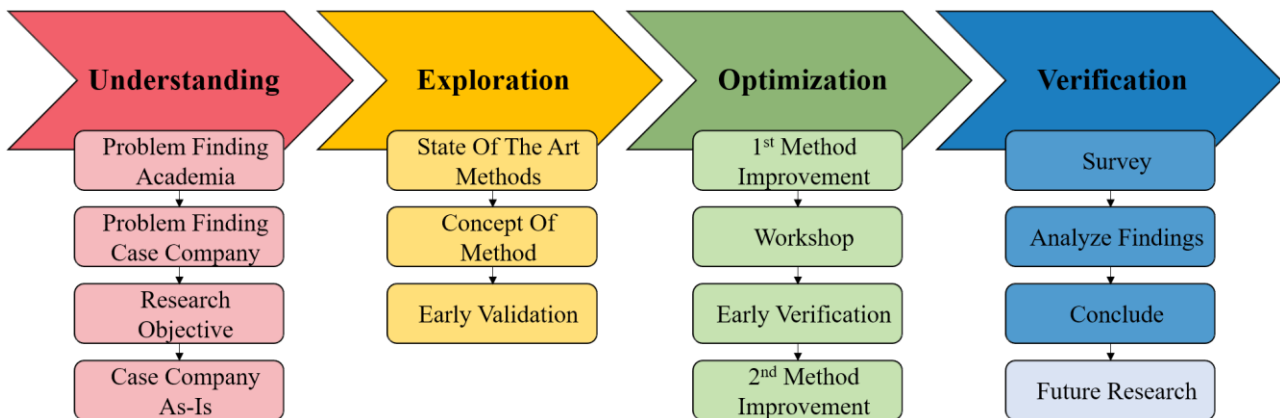 Understanding
Problem Finding
Academia
Problem Finding
Case Company
Research
Objective
Case Company
As-Is
Exploration
State Of The Art
Methods
Concept Of
Method
Early Validation
Optimization
1st Method
Improvement
Workshop
Early Verification
2nd Method
Improvement
Verification
Survey
Analyze Findings
Conclude
Future Research